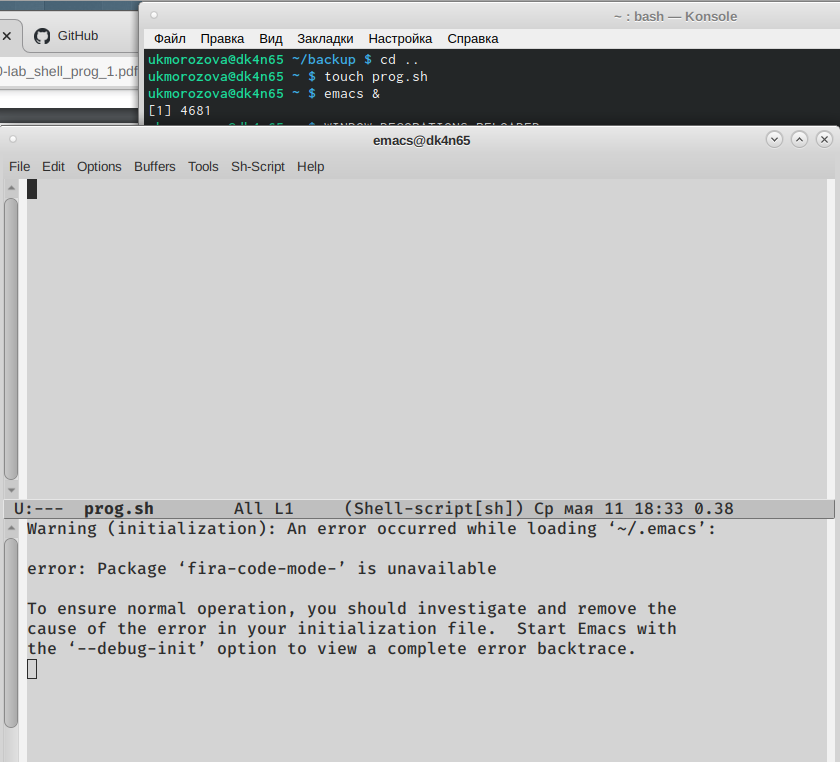 ~ : bash — Konsole
GitHub
Файл Правка Вид Закладки Настройка Справка
0-lab_shell_prog_1.pdf
ukmorozova@dk4n65 ~/backup $ cd ..
ukmorozova@dk4n65 ~ $ touch prog.sh
ukmorozova@dk4n65 ~ $ emacs &
[1] 4681
emacs@dk4n65
File Edit Options Buffers Tools Sh-Script Help
U:--- prog.sh All L1 (Shell-script[sh]) Ср мая 11 18:33 0.38
Warning (initialization): An error occurred while loading ‘~/.emacs’:
error: Package ‘fira-code-mode-’ is unavailable
To ensure normal operation, you should investigate and remove the
cause of the error in your initialization file. Start Emacs with
the ‘--debug-init’ option to view a complete error backtrace.